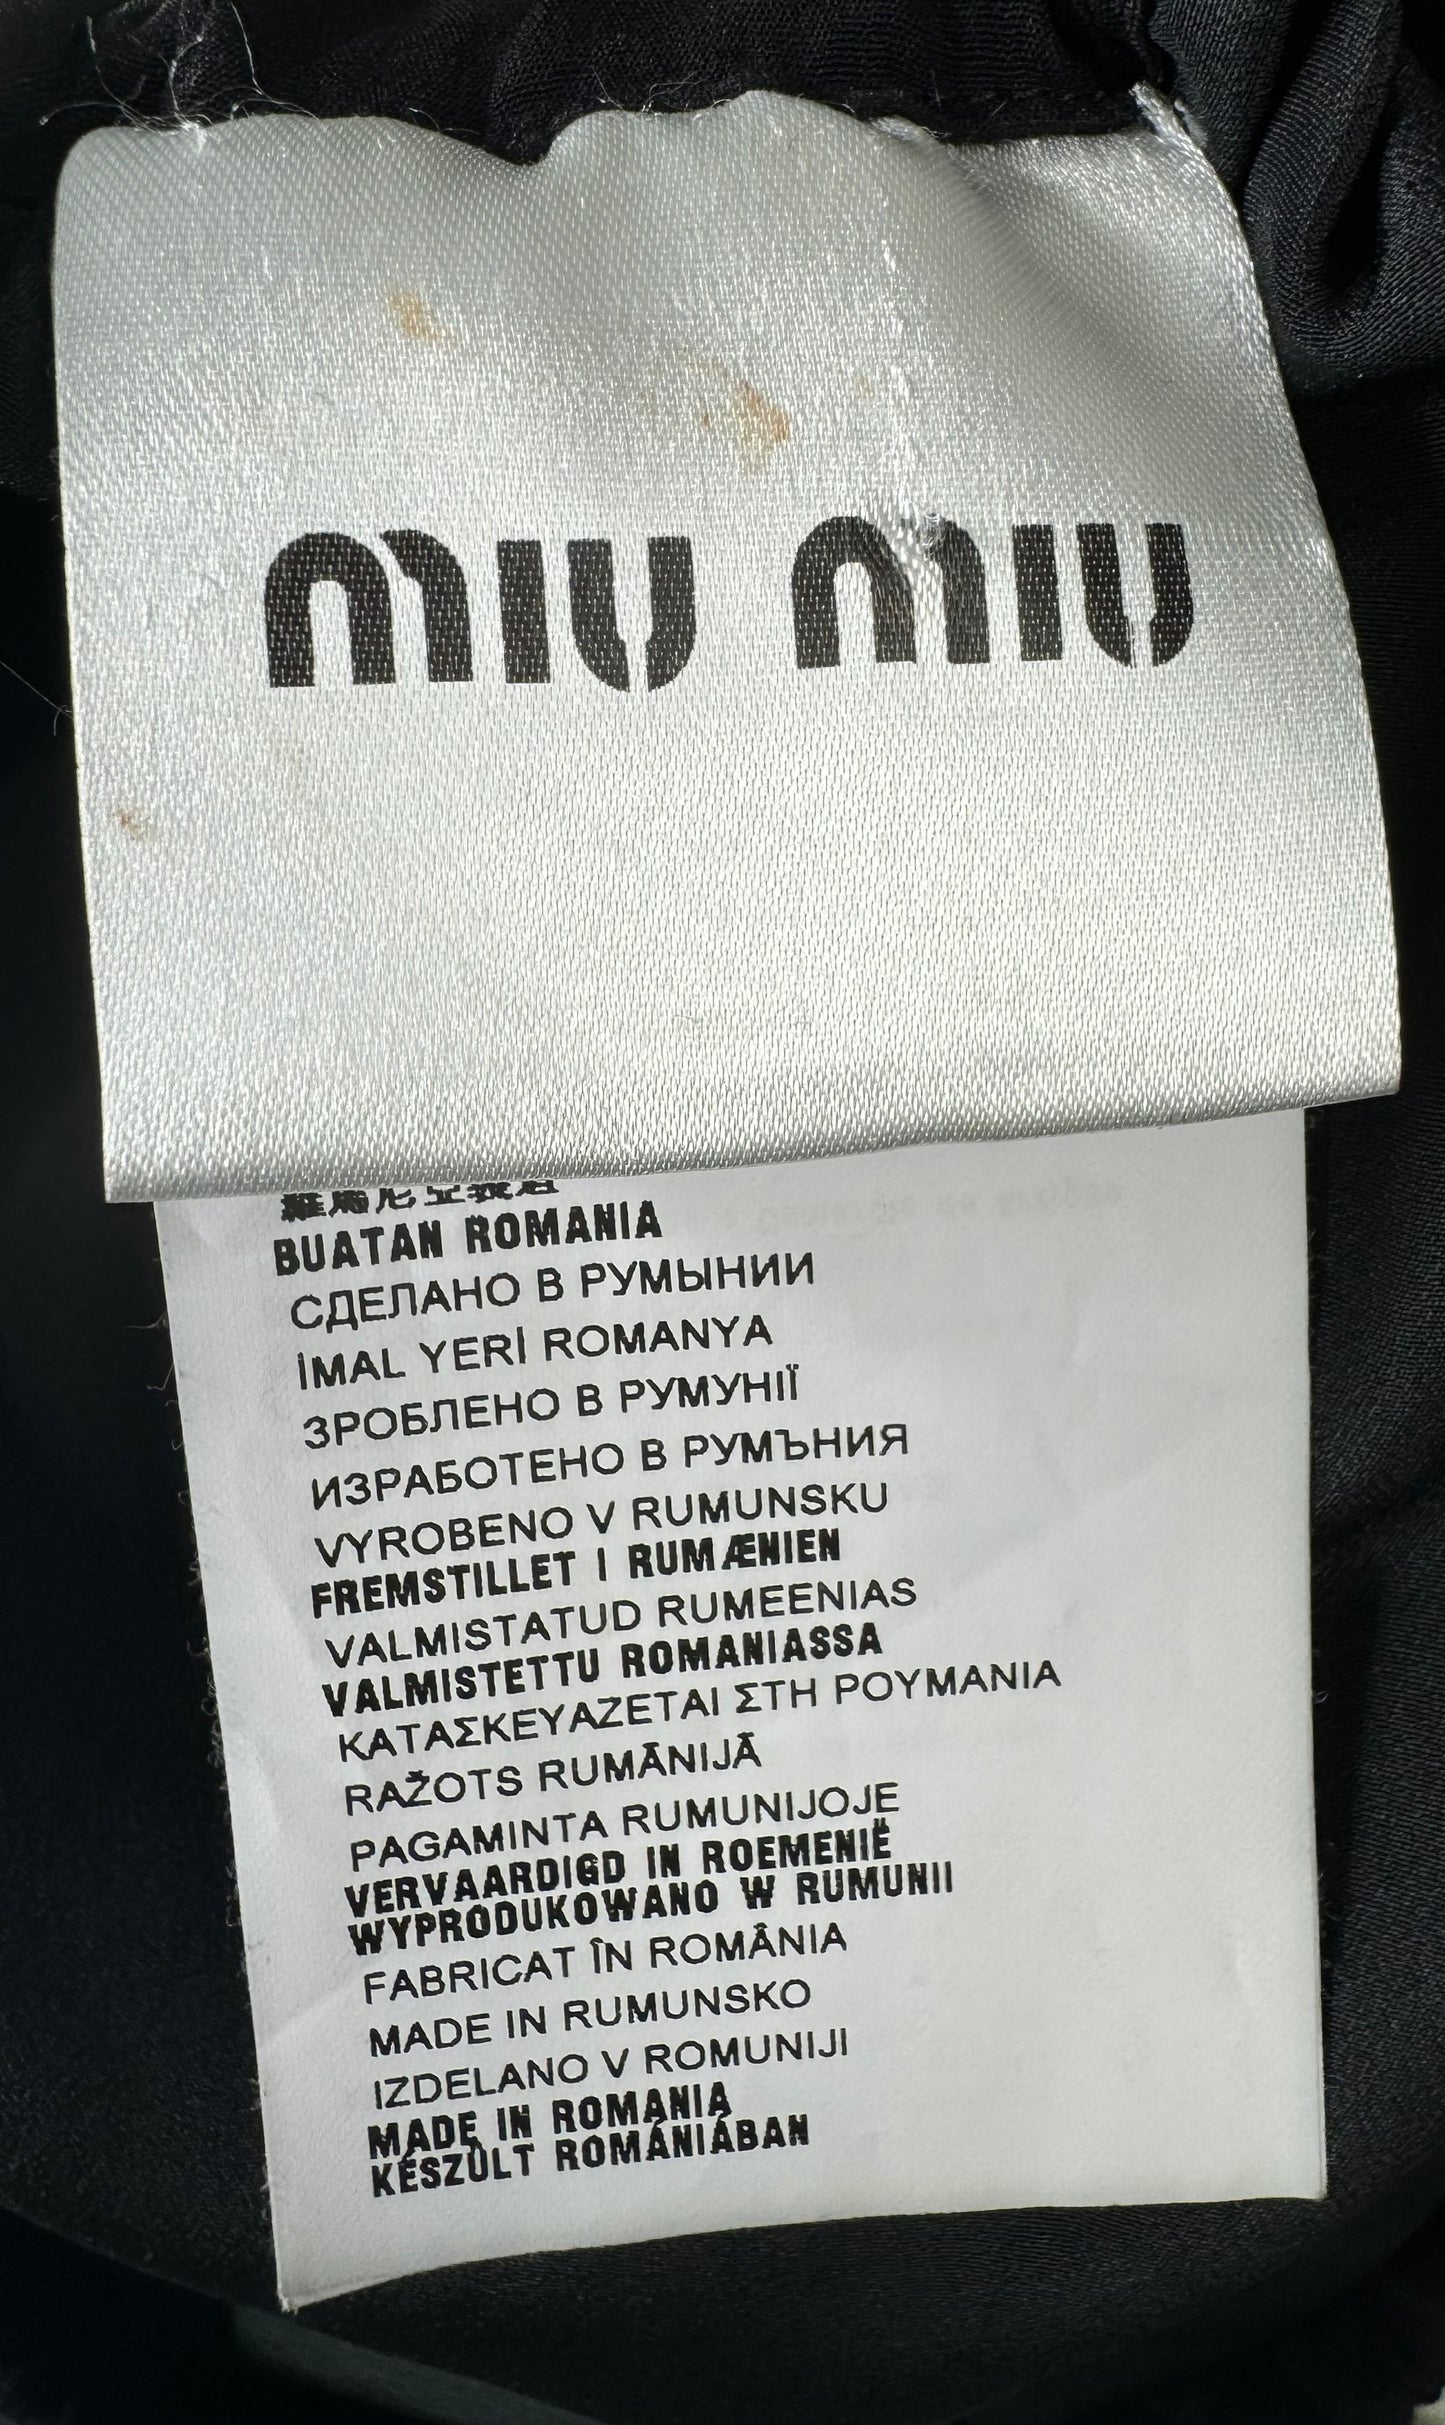 MIU MIU
BUATAN ROMANIA
СДЕЛАНО В РУМЫНИИ
İMAL YERİ ROMANYA
ЗРОБЛЕНО В РУМУНІЇ
ИЗРАБОТЕНО В РУМЪНИЯ
VYROBENO V RUMUNSKU
FREMSTILLET I RUMÆNIEN
VALMISTATUD RUMEENIAS
VALMISTETTU ROMANIASSA
ΚΑΤΑΣΚΕΥΑΖΕΤΑΙ ΣΤΗ ΡΟΥΜΑΝΙΑ
RAŽOTS RUMĀNIJĀ
PAGAMINTA RUMUNIJOJE
VERVAARDIGD IN ROEMENIË
WYPRODUKOWANO W RUMUNII
FABRICAT ÎN ROMÂNIA
MADE IN RUMUNSKO
IZDELANO V ROMUNIJI
MADE IN ROMANIA
KÉSZÜLT ROMÁNIÁBAN